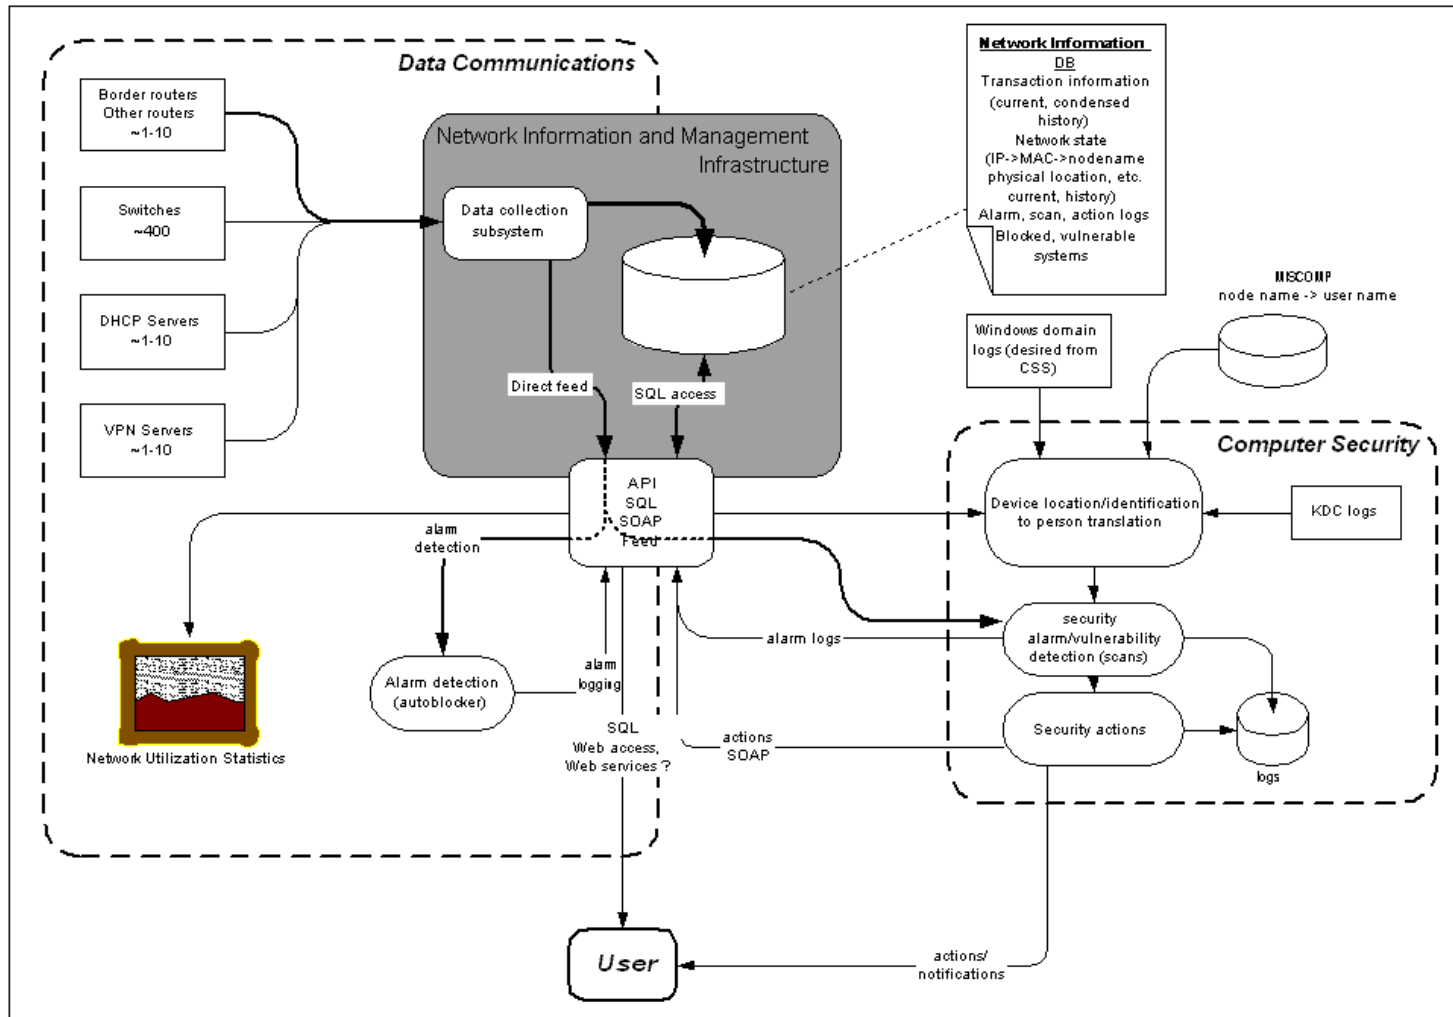 Data Communications
Border routers
Other routers
~1-10
Switches
~400
DHCP Servers
~1-10
VPN Servers
~1-10
Network Information and Management
Infrastructure
Data collection
subsystem
Direct feed
SQL access
Network Information
DB
Transaction information
(current, condensed
history)
Network state
(IP->MAC->nodename
physical location, etc.
current, history)
Alarm, scan, action logs
Blocked, vulnerable
systems
MISCOMP
node name -> user name
Windows domain
logs (desired from
CSS)
Computer Security
API
SQL
SOAP
Feed
Device location/identification
to person translation
KDC logs
alarm
detection
security
alarm/vulnerability
detection (scans)
alarm logs
Alarm detection
(autoblocker)
alarm
logging
Security actions
actions
SOAP
logs
SQL
Web access,
Web services ?
Network Utilization Statistics
User
actions/
notifications